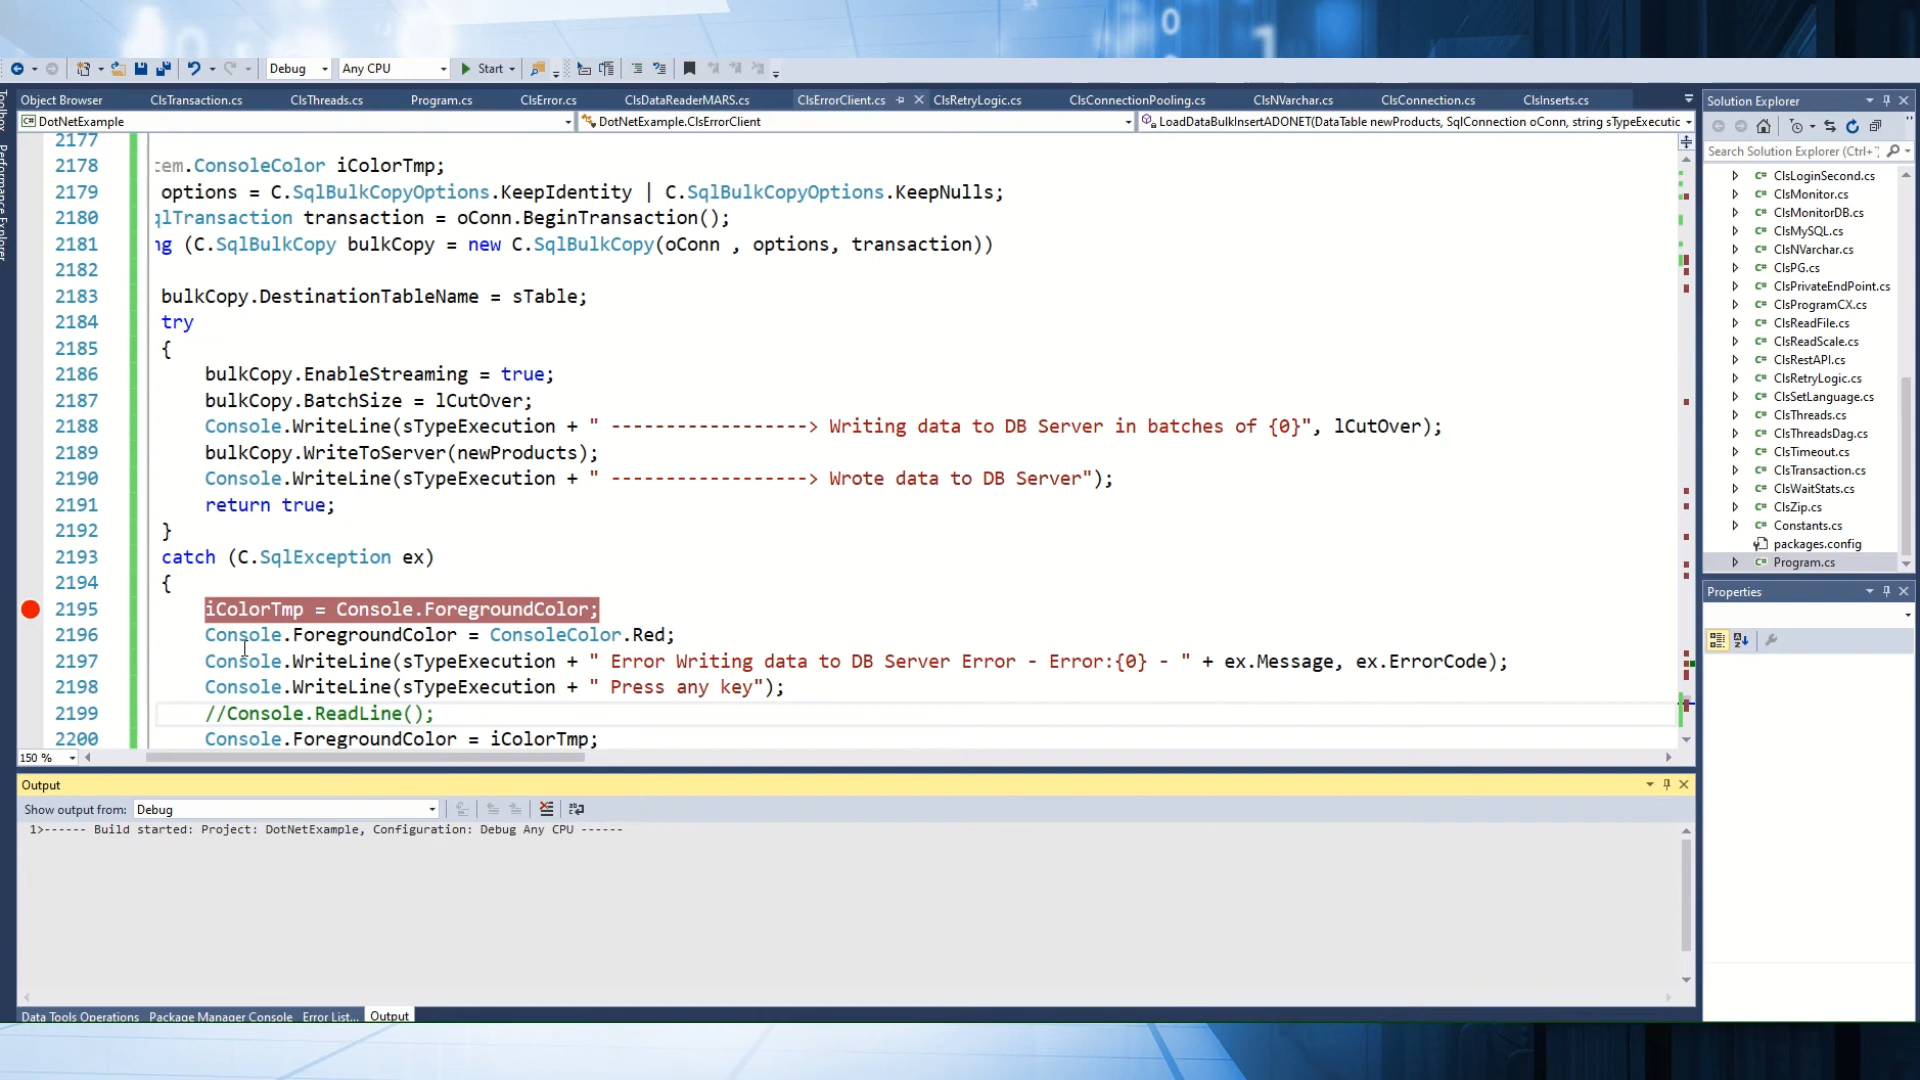 Debug Any CPU Start
Object Browser ClsTransaction.cs ClsThreads.cs Program.cs ClsError.cs ClsDataReaderMARS.cs ClsErrorClient.cs ClsRetryLogic.cs ClsConnectionPooling.cs ClsNVarchar.cs ClsConnection.cs ClsInserts.cs
DotNetExample DotNetExample.ClsErrorClient LoadDataBulkInsertADONET(DataTable newProducts, SqlConnection oConn, string sTypeExecutic
Toolbox
Performance Explorer
2177
2178 tem.ConsoleColor iColorTmp;
2179 options = C.SqlBulkCopyOptions.KeepIdentity | C.SqlBulkCopyOptions.KeepNulls;
2180 qlTransaction transaction = oConn.BeginTransaction();
2181 ng (C.SqlBulkCopy bulkCopy = new C.SqlBulkCopy(oConn , options, transaction))
2182
2183 bulkCopy.DestinationTableName = sTable;
2184 try
2185 {
2186 bulkCopy.EnableStreaming = true;
2187 bulkCopy.BatchSize = lCutOver;
2188 Console.WriteLine(sTypeExecution + " ------------------> Writing data to DB Server in batches of {0}", lCutOver);
2189 bulkCopy.WriteToServer(newProducts);
2190 Console.WriteLine(sTypeExecution + " ------------------> Wrote data to DB Server");
2191 return true;
2192 }
2193 catch (C.SqlException ex)
2194 {
2195 iColorTmp = Console.ForegroundColor;
2196 Console.ForegroundColor = ConsoleColor.Red;
2197 Console.WriteLine(sTypeExecution + " Error Writing data to DB Server Error - Error:{0} - " + ex.Message, ex.ErrorCode);
2198 Console.WriteLine(sTypeExecution + " Press any key");
2199 //Console.ReadLine();
2200 Console.ForegroundColor = iColorTmp;
150 %
Output
Show output from: Debug
1>------ Build started: Project: DotNetExample, Configuration: Debug Any CPU ------
Data Tools Operations Package Manager Console Error List... Output
Solution Explorer
Search Solution Explorer (Ctrl+
ClsLoginSecond.cs
ClsMonitor.cs
ClsMonitorDB.cs
ClsMySQL.cs
ClsNVarchar.cs
ClsPG.cs
ClsPrivateEndPoint.cs
ClsProgramCX.cs
ClsReadFile.cs
ClsReadScale.cs
ClsRestAPI.cs
ClsRetryLogic.cs
ClsSetLanguage.cs
ClsThreads.cs
ClsThreadsDag.cs
ClsTimeout.cs
ClsTransaction.cs
ClsWaitStats.cs
ClsZip.cs
Constants.cs
packages.config
Program.cs
Properties